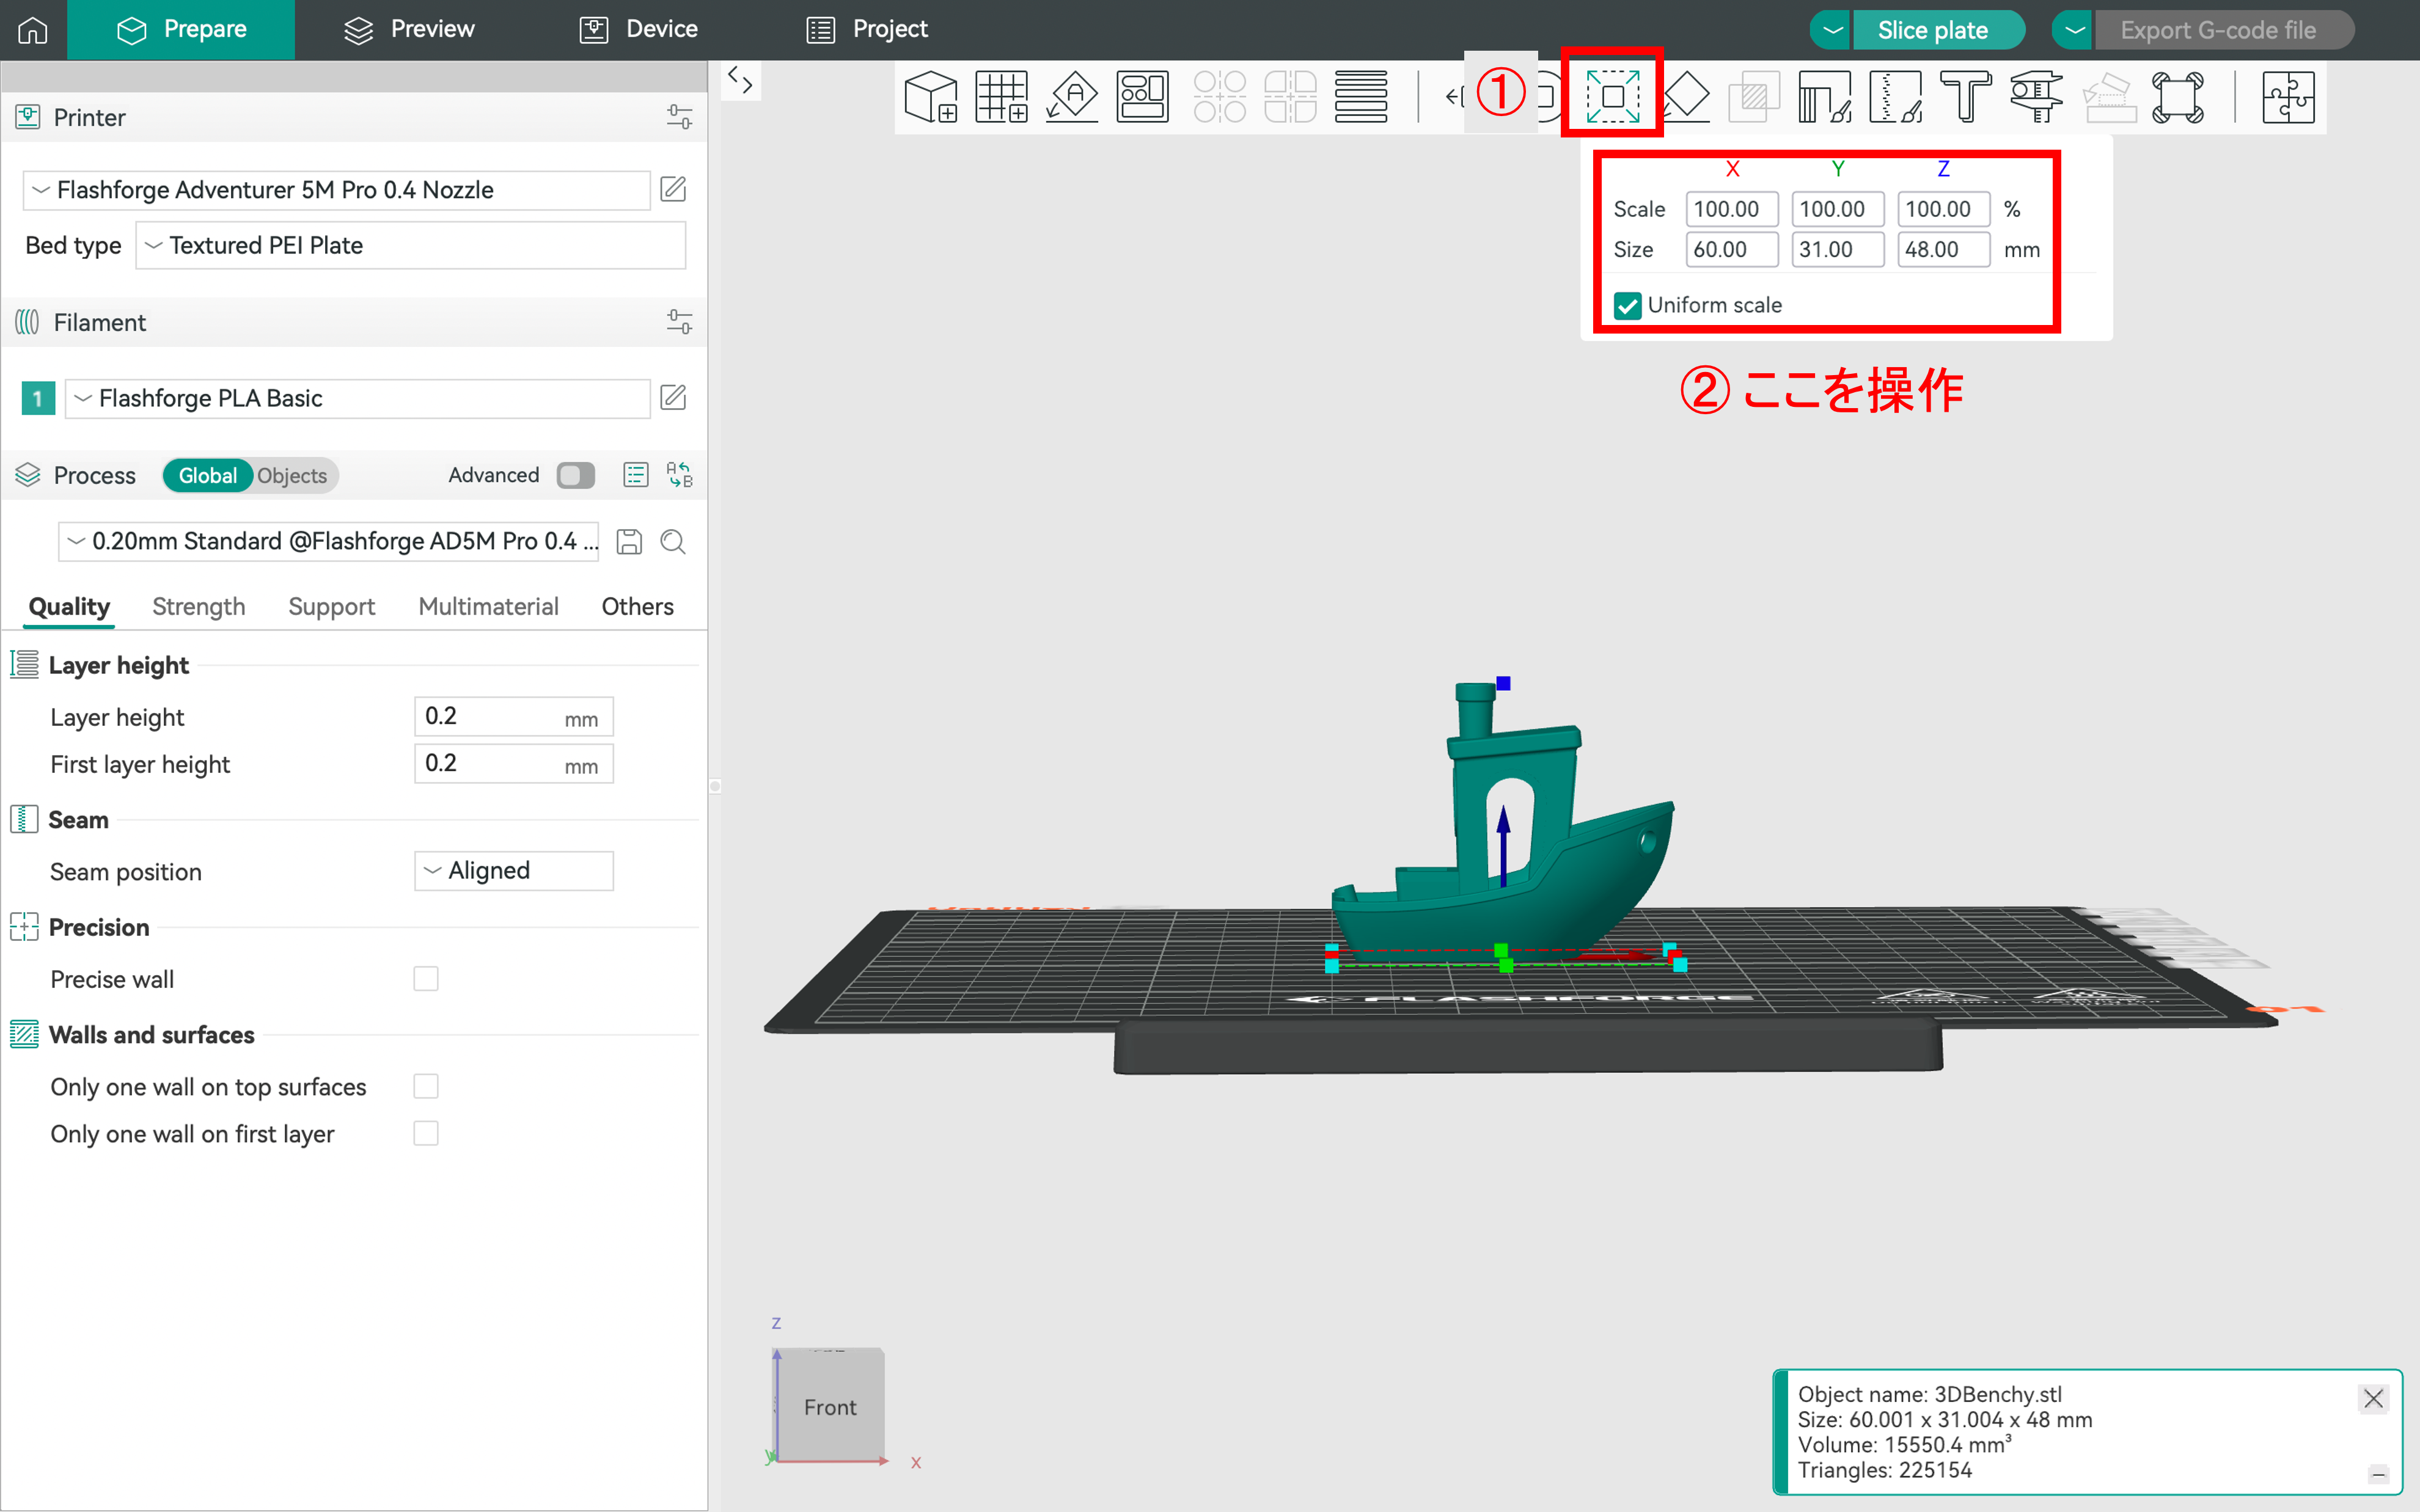 Prepare Preview Device Project Slice plate Export G-code file
Printer
Flashforge Adventurer 5M Pro 0.4 Nozzle
Bed type Textured PEI Plate
Filament
1 Flashforge PLA Basic
Process Global Objects Advanced
0.20mm Standard @Flashforge AD5M Pro 0.4 ...
Quality Strength Support Multimaterial Others
Layer height
Layer height 0.2 mm
First layer height 0.2 mm
Seam
Seam position Aligned
Precision
Precise wall
Walls and surfaces
Only one wall on top surfaces
Only one wall on first layer
①
X Y Z
Scale 100.00 100.00 100.00 %
Size 60.00 31.00 48.00 mm
Uniform scale
② ここを操作
FLASHFORGE
01
Z
Front
y x
Object name: 3DBenchy.stl
Size: 60.001 x 31.004 x 48 mm
Volume: 15550.4 mm³
Triangles: 225154